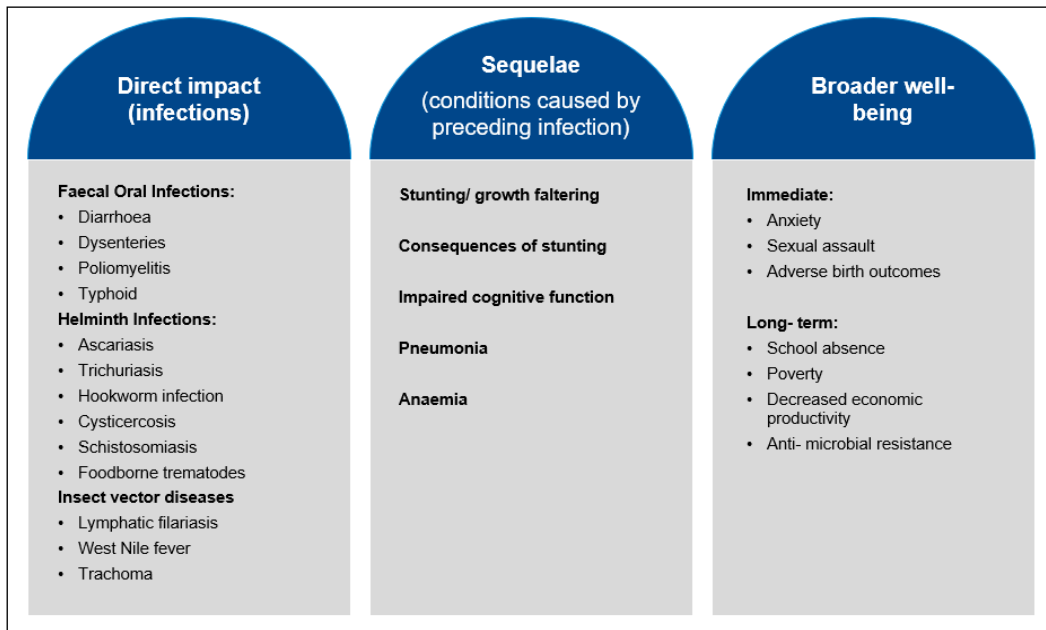 Direct impact
(infections)
Faecal Oral Infections:
• Diarrhoea
• Dysenteries
• Poliomyelitis
• Typhoid
Helminth Infections:
• Ascariasis
• Trichuriasis
• Hookworm infection
• Cysticercosis
• Schistosomiasis
• Foodborne trematodes
Insect vector diseases
• Lymphatic filariasis
• West Nile fever
• Trachoma
Sequelae
(conditions caused by
preceding infection)
Stunting/ growth faltering
Consequences of stunting
Impaired cognitive function
Pneumonia
Anaemia
Broader well-
being
Immediate:
• Anxiety
• Sexual assault
• Adverse birth outcomes
Long- term:
• School absence
• Poverty
• Decreased economic
productivity
• Anti- microbial resistance